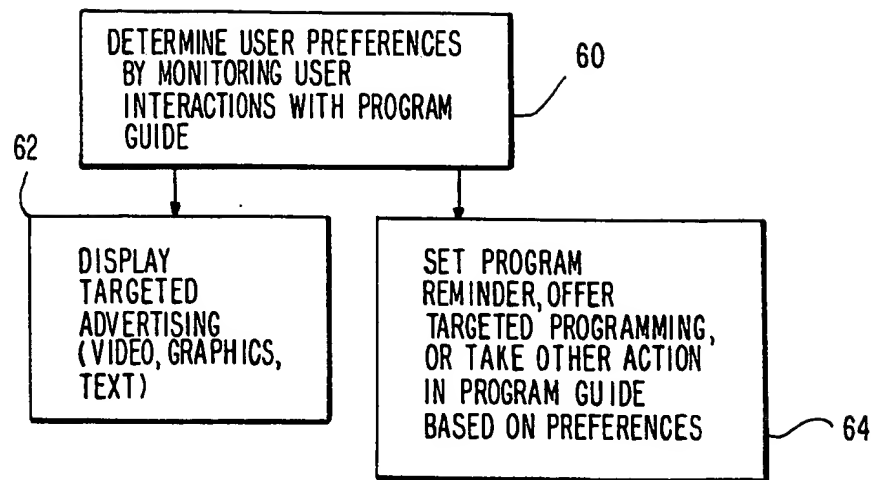 DETERMINE USER PREFERENCES
BY MONITORING USER
INTERACTIONS WITH PROGRAM
GUIDE
60
62
DISPLAY
TARGETED
ADVERTISING
(VIDEO, GRAPHICS,
TEXT)
SET PROGRAM
REMINDER, OFFER
TARGETED PROGRAMMING,
OR TAKE OTHER ACTION
IN PROGRAM GUIDE
BASED ON PREFERENCES
64